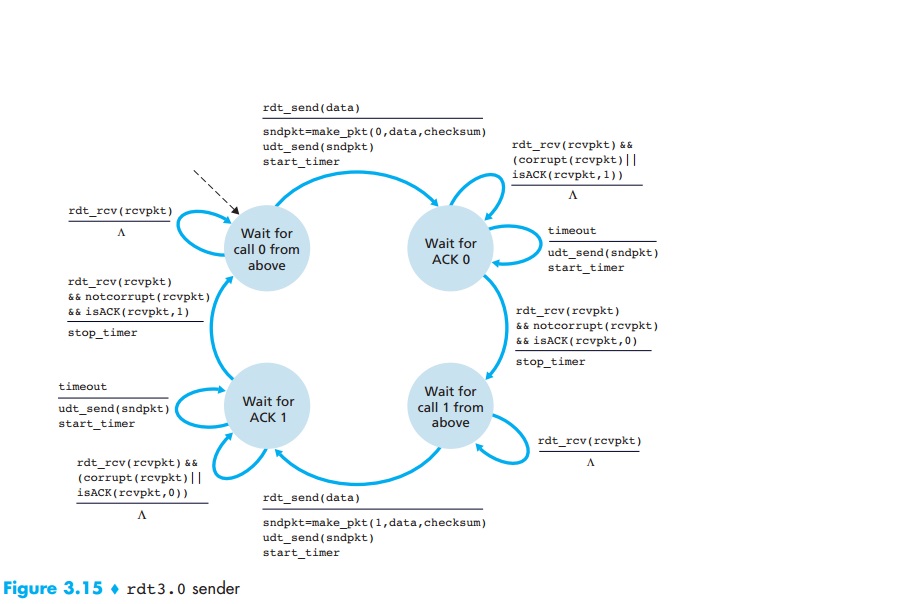 rdt_send(data)
sndpkt=make_pkt(0,data,checksum)
udt_send(sndpkt)
start_timer
rdt_rcv(rcvpkt)&&
(corrupt(rcvpkt)||
isACK(rcvpkt,1))
Λ
rdt_rcv(rcvpkt)
Λ
Wait for
call 0 from
above
Wait for
ACK 0
timeout
udt_send(sndpkt)
start_timer
rdt_rcv(rcvpkt)
&& notcorrupt(rcvpkt)
&& isACK(rcvpkt,1)
stop_timer
rdt_rcv(rcvpkt)
&& notcorrupt(rcvpkt)
&& isACK(rcvpkt,0)
stop_timer
timeout
udt_send(sndpkt)
start_timer
Wait for
ACK 1
Wait for
call 1 from
above
rdt_rcv(rcvpkt)
Λ
rdt_rcv(rcvpkt)&&
(corrupt(rcvpkt)||
isACK(rcvpkt,0))
Λ
rdt_send(data)
sndpkt=make_pkt(1,data,checksum)
udt_send(sndpkt)
start_timer
Figure 3.15 ♦ rdt3.0 sender